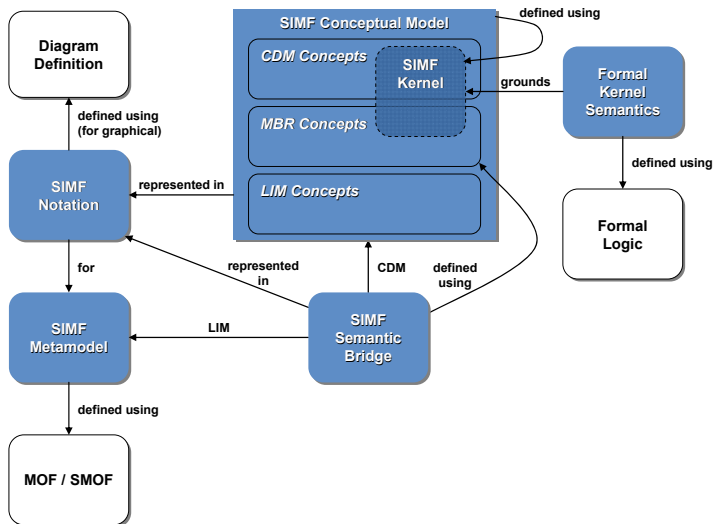 SIMF Conceptual Model
defined using
Diagram
Definition
CDM Concepts
SIMF
Kernel
grounds
Formal
Kernel
Semantics
defined using
(for graphical)
MBR Concepts
defined using
SIMF
Notation
represented in
LIM Concepts
Formal
Logic
for
represented
in
CDM
defined
using
SIMF
Metamodel
LIM
SIMF
Semantic
Bridge
defined using
MOF / SMOF